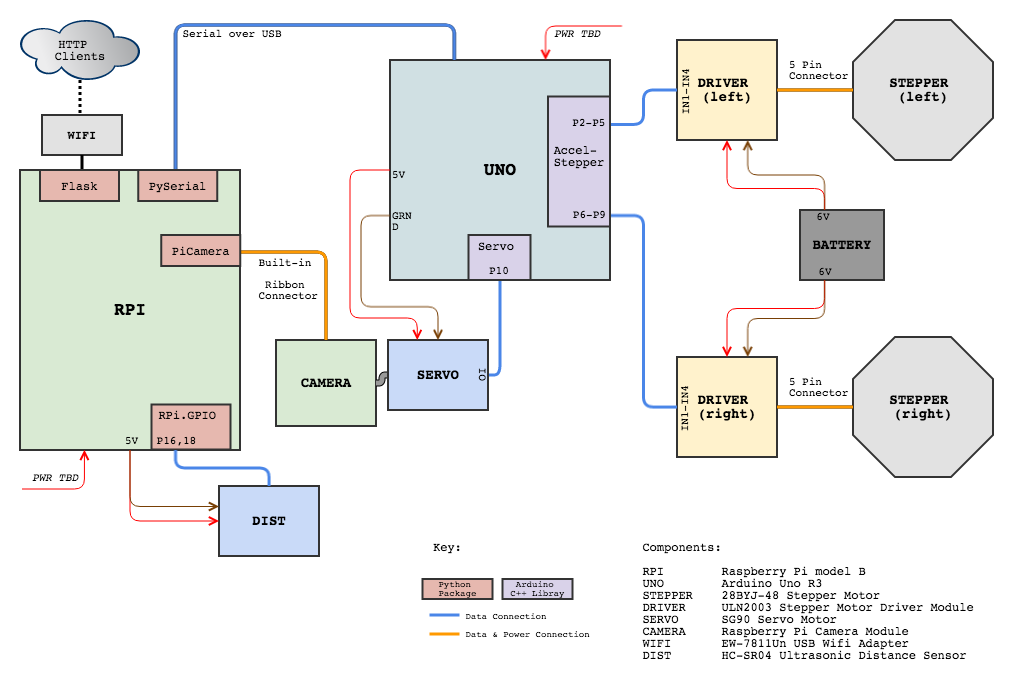 HTTP
Clients
WIFI
Flask
PySerial
PiCamera
RPI
RPi.GPIO
5V
P16,18
PWR TBD
Serial over USB
Built-in
Ribbon
Connector
CAMERA
DIST
PWR TBD
UNO
5V
GRN
D
P2-P5
Accel-
Stepper
P6-P9
Servo
P10
SERVO
IO
IN1-IN4
DRIVER
(left)
5 Pin
Connector
STEPPER
(left)
6V
BATTERY
6V
IN1-IN4
DRIVER
(right)
5 Pin
Connector
STEPPER
(right)
Key:
Python
Package
Arduino
C++ Libray
Data Connection
Data & Power Connection
Components:
RPI Raspberry Pi model B
UNO Arduino Uno R3
STEPPER 28BYJ-48 Stepper Motor
DRIVER ULN2003 Stepper Motor Driver Module
SERVO SG90 Servo Motor
CAMERA Raspberry Pi Camera Module
WIFI EW-7811Un USB Wifi Adapter
DIST HC-SR04 Ultrasonic Distance Sensor